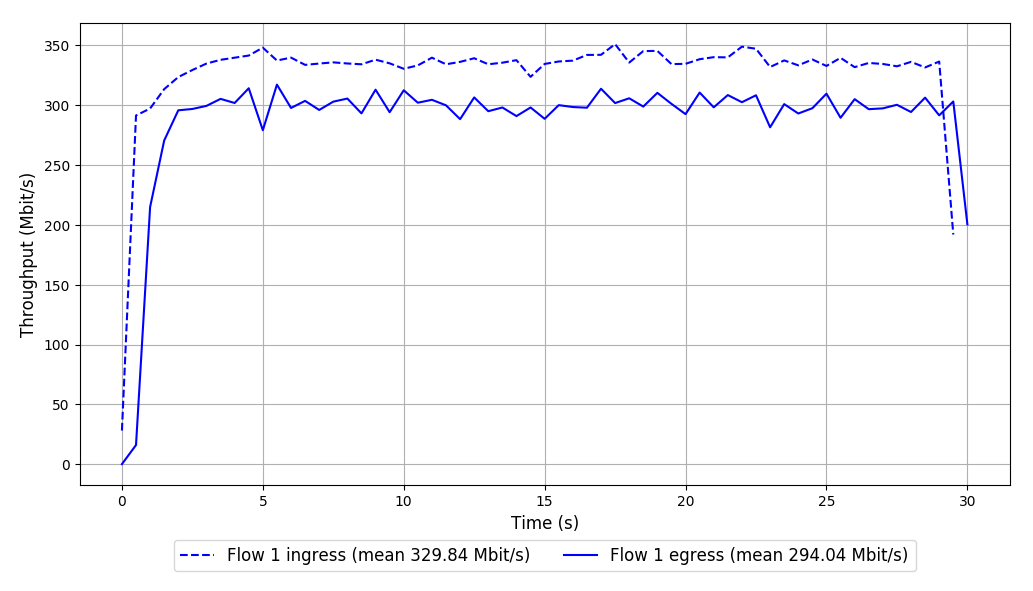 350
300
250
200
150
100
50
0
Throughput (Mbit/s)
0 5 10 15 20 25 30
Time (s)
Flow 1 ingress (mean 329.84 Mbit/s) Flow 1 egress (mean 294.04 Mbit/s)